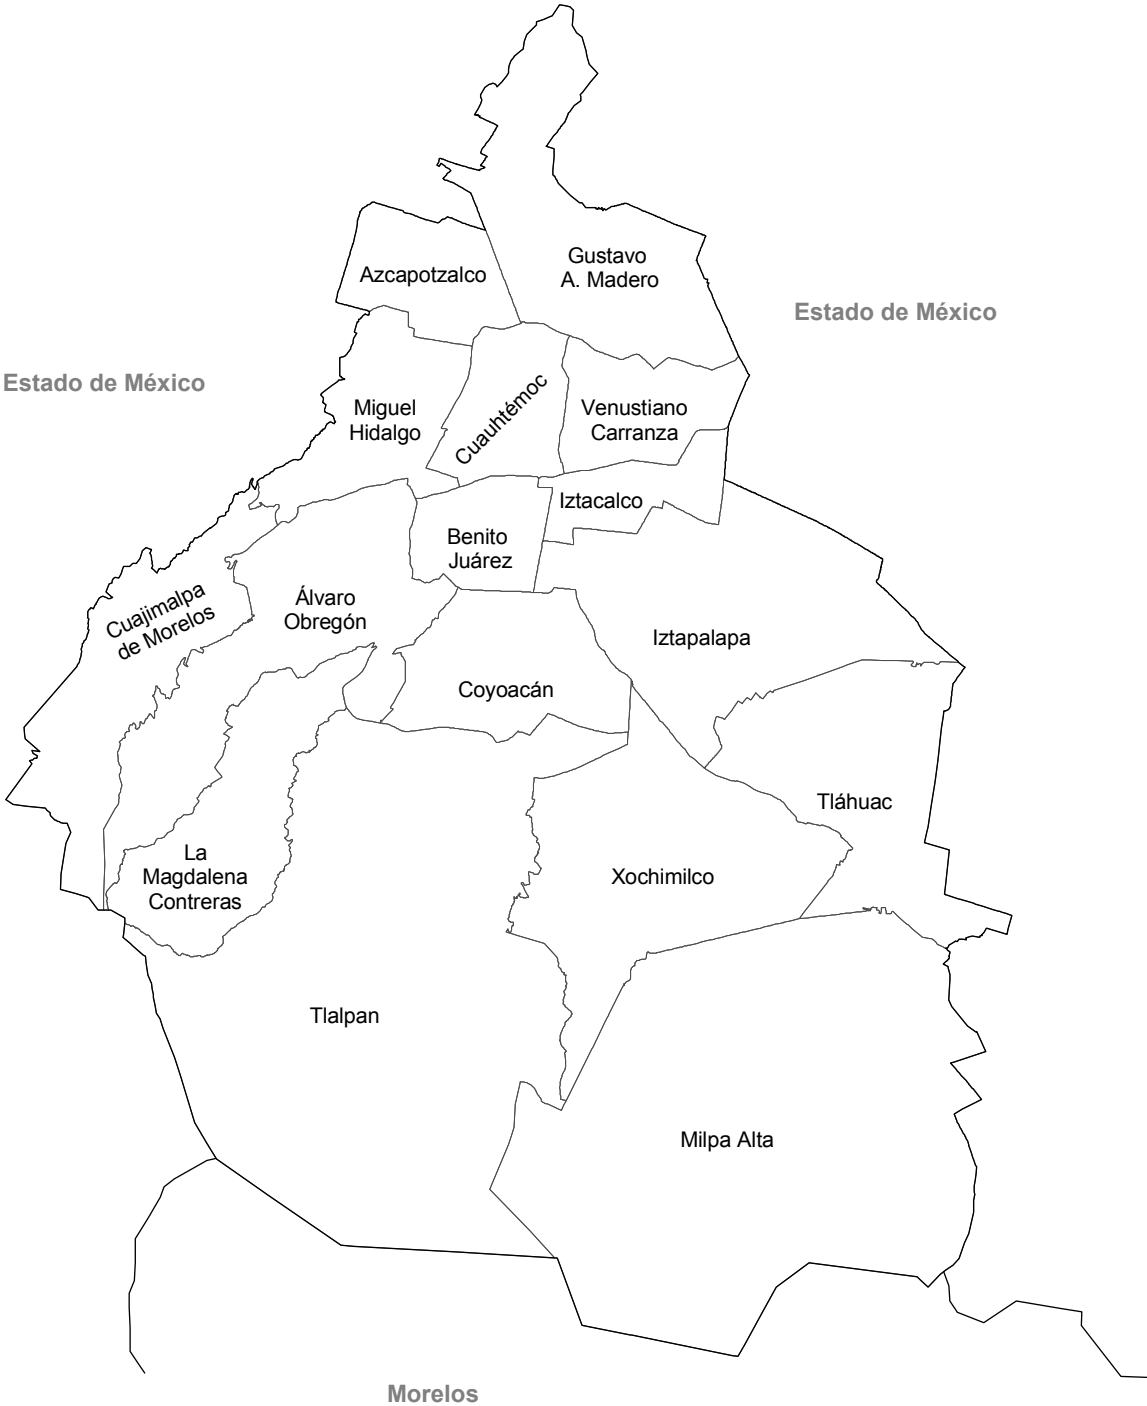 Gustavo
A. Madero
Azcapotzalco
Estado de México
Estado de México
Miguel
Hidalgo
Cuauhtémoc
Venustiano
Carranza
Iztacalco
Benito
Juárez
Cuajimalpa
de Morelos
Álvaro
Obregón
Iztapalapa
Coyoacán
Tláhuac
La
Magdalena
Contreras
Xochimilco
Tlalpan
Milpa Alta
Morelos